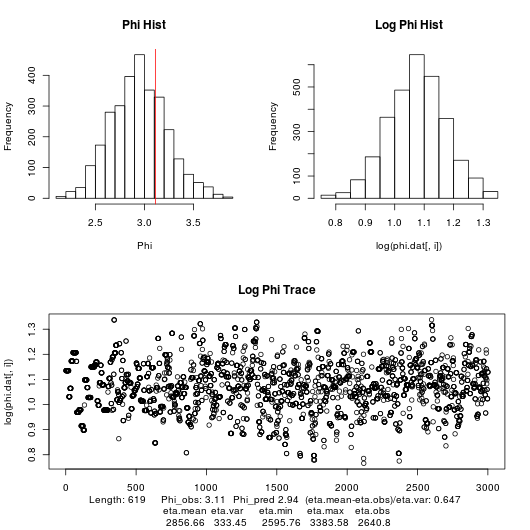 Phi Hist
Frequency
0 100 200 300 400
2.5 3.0 3.5
Phi
Log Phi Hist
Frequency
0 100 300 500
0.8 0.9 1.0 1.1 1.2 1.3
log(phi.dat[, i])
Log Phi Trace
log(phi.dat[, i])
0.8 0.9 1.0 1.1 1.2 1.3
0 500 1000 1500 2000 2500 3000
Length: 619 Phi_obs: 3.11 Phi_pred 2.94 (eta.mean-eta.obs)/eta.var: 0.647
eta.mean eta.var eta.min eta.max eta.obs
2856.66 333.45 2595.76 3383.58 2640.8